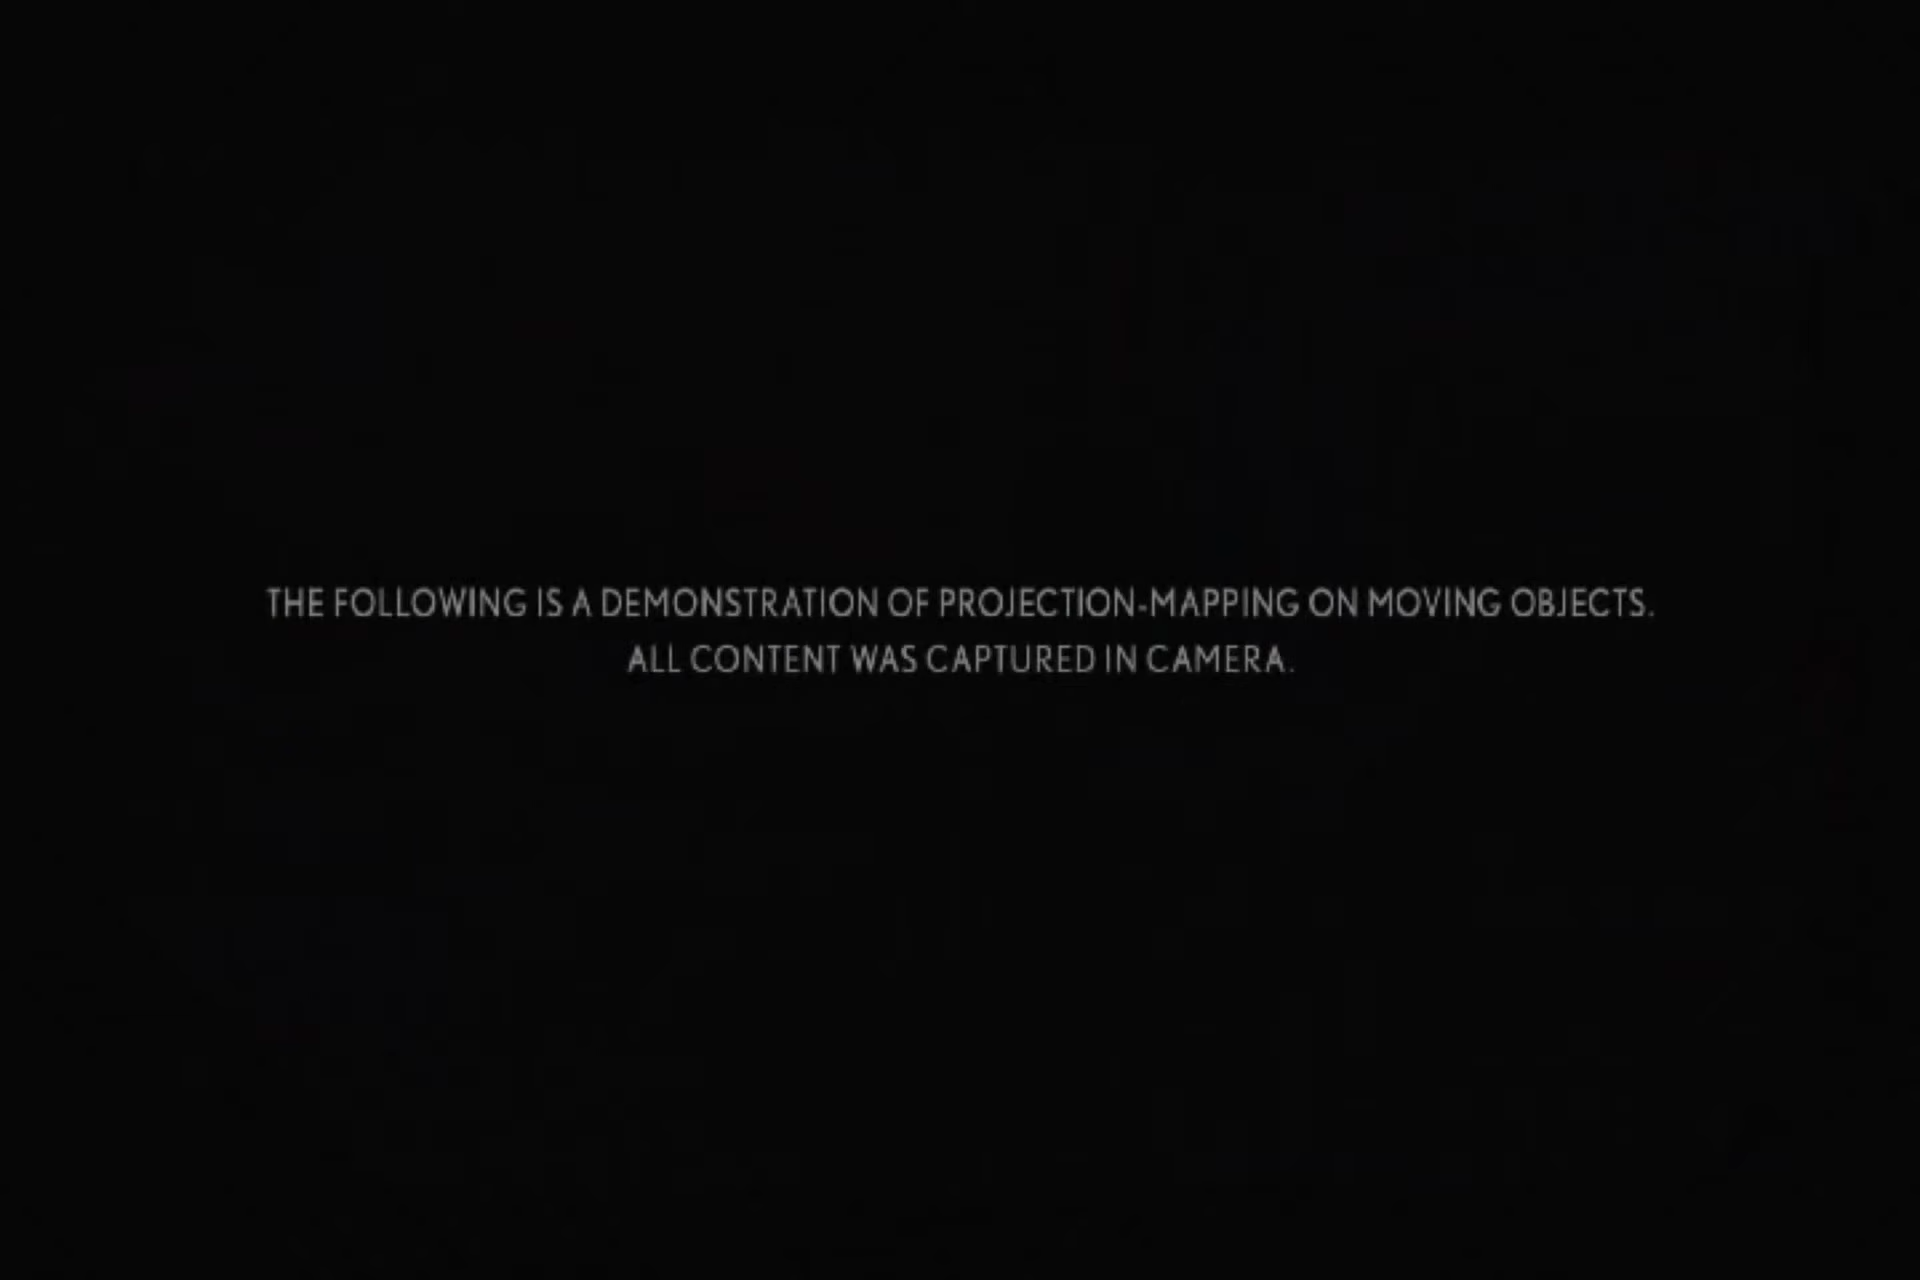 THE FOLLOWING IS A DEMONSTRATION OF PROJECTION-MAPPING ON MOVING OBJECTS.
ALL CONTENT WAS CAPTURED IN CAMERA.